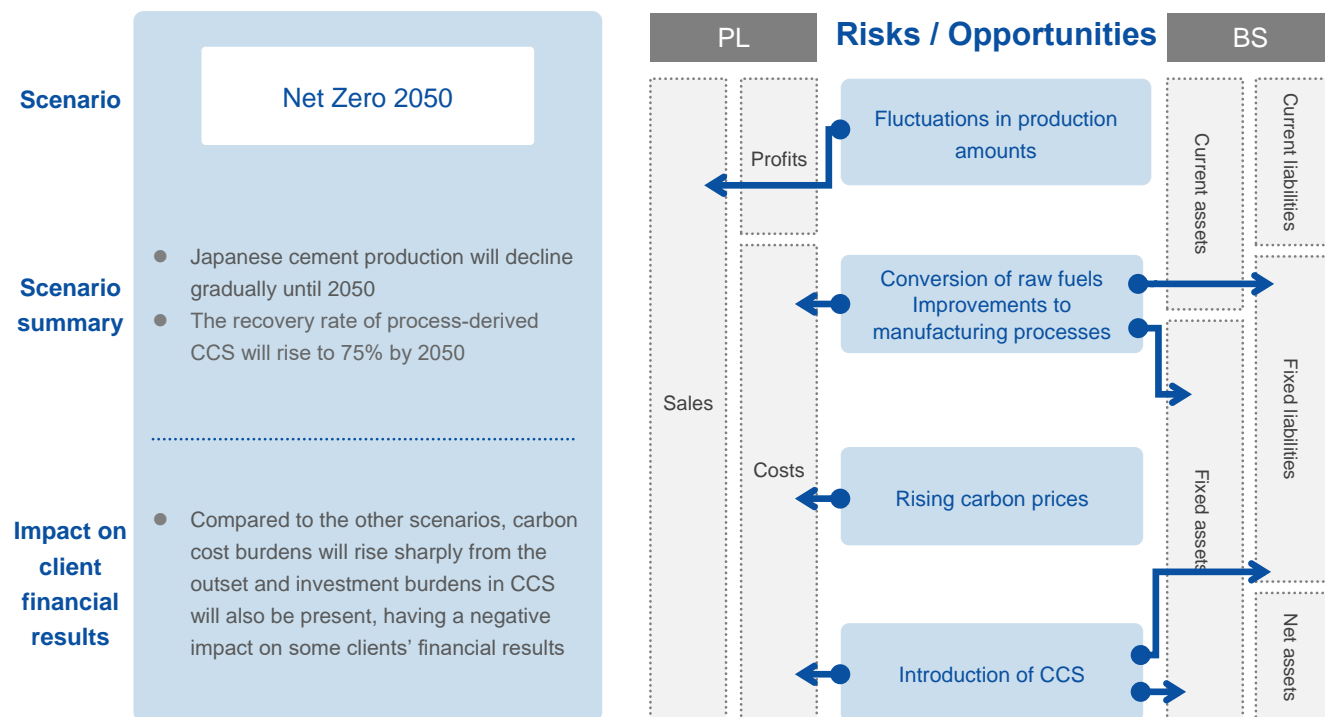 Scenario
Net Zero 2050
Scenario
summary
● Japanese cement production will decline
gradually until 2050
● The recovery rate of process-derived
CCS will rise to 75% by 2050
Impact on
client
financial
results
● Compared to the other scenarios, carbon
cost burdens will rise sharply from the
outset and investment burdens in CCS
will also be present, having a negative
impact on some clients’ financial results
PL
Risks / Opportunities
BS
Sales
Profits
Costs
Fluctuations in production
amounts
Conversion of raw fuels
Improvements to
manufacturing processes
Rising carbon prices
Introduction of CCS
Current assets
Fixed assets
Current liabilities
Fixed liabilities
Net assets